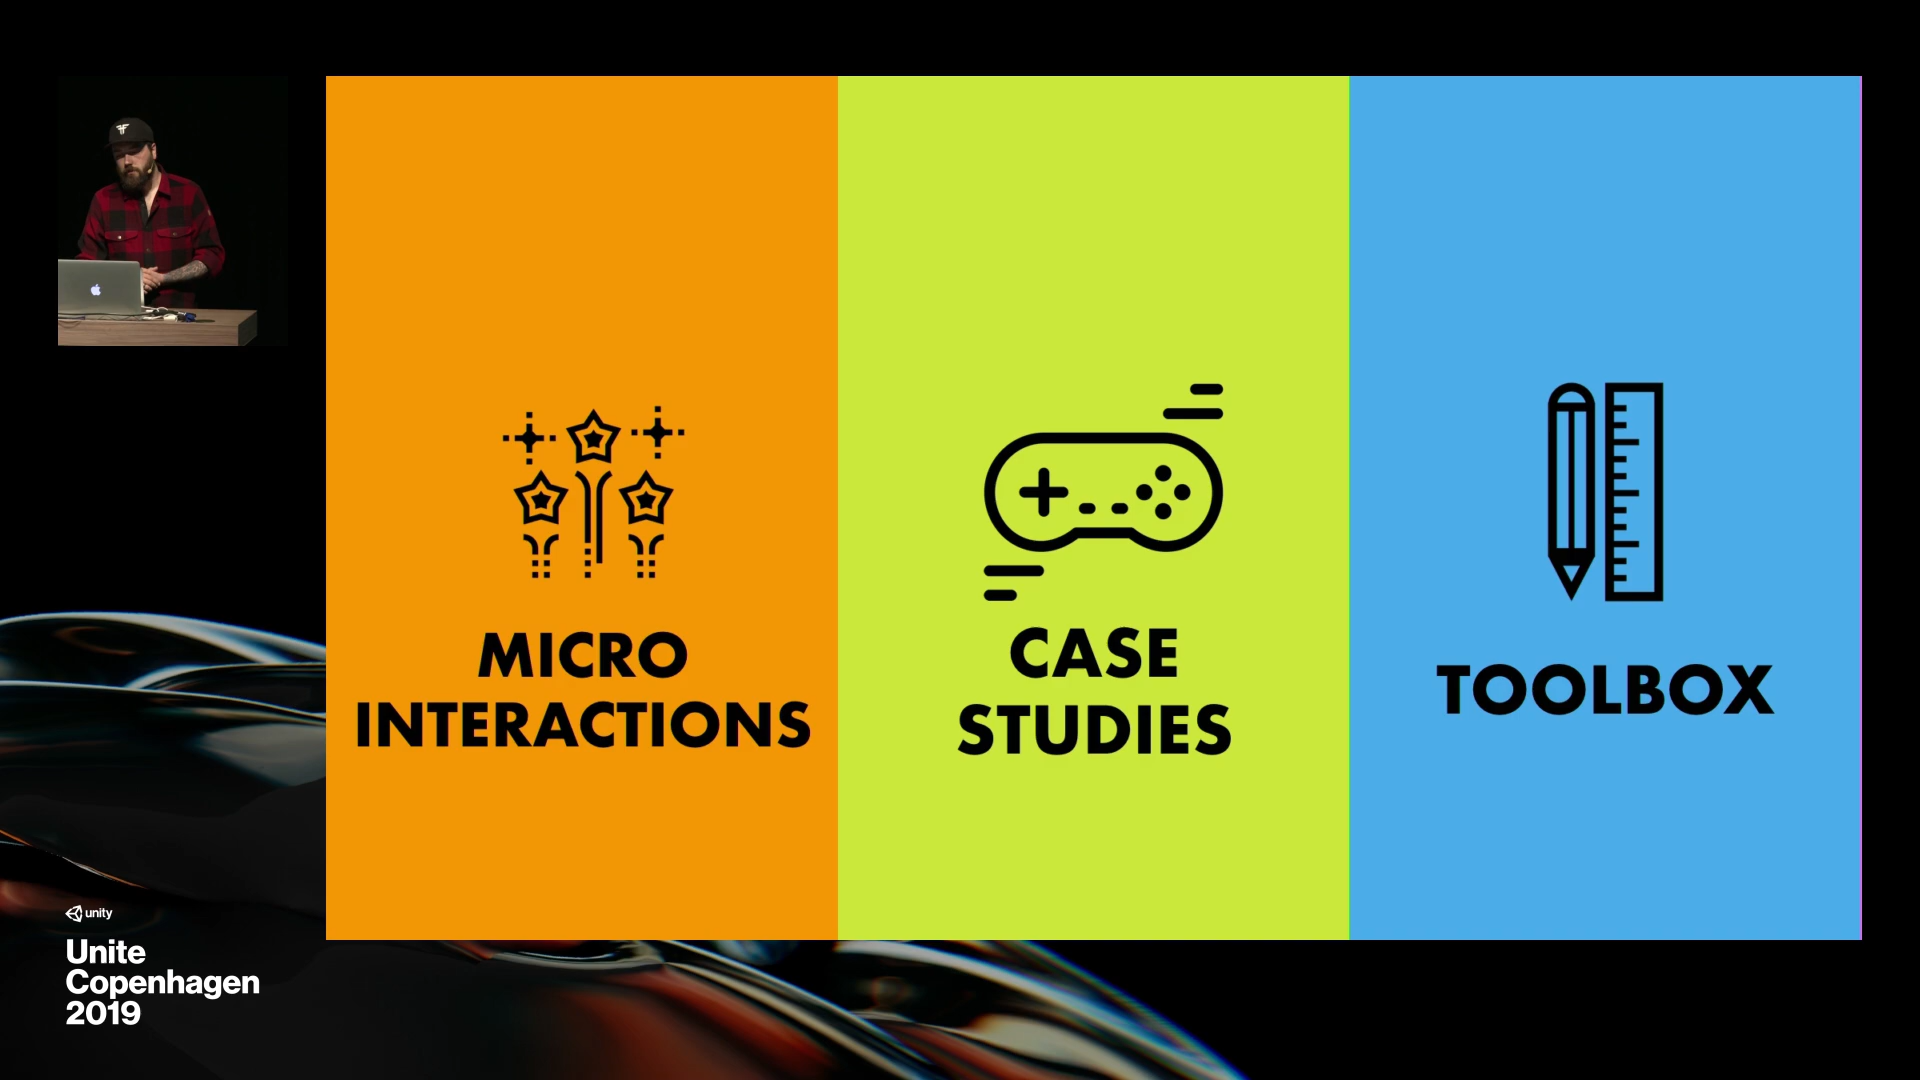 MICRO
INTERACTIONS
CASE
STUDIES
TOOLBOX
unity
Unite
Copenhagen
2019